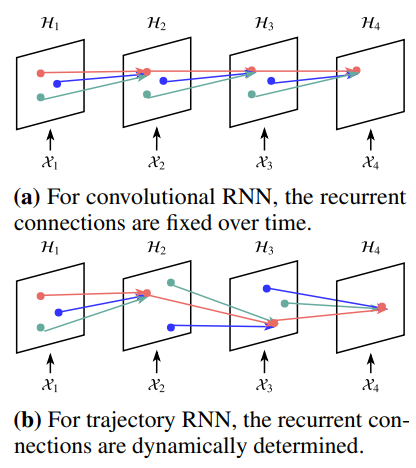 H₁ H₂ H₃ H₄
X₁ X₂ X₃ X₄
(a) For convolutional RNN, the recurrent
connections are fixed over time.
H₁ H₂ H₃ H₄
X₁ X₂ X₃ X₄
(b) For trajectory RNN, the recurrent con-
nections are dynamically determined.